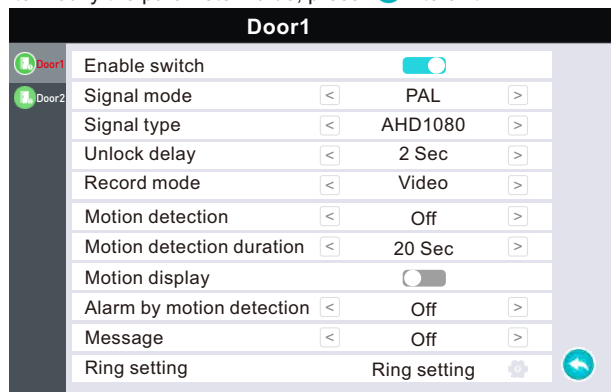 Door1
Door1
Enable switch
Door2
Signal mode < PAL >
Signal type < AHD1080 >
Unlock delay < 2 Sec >
Record mode < Video >
Motion detection < Off >
Motion detection duration < 20 Sec >
Motion display
Alarm by motion detection < Off >
Message < Off >
Ring setting Ring setting